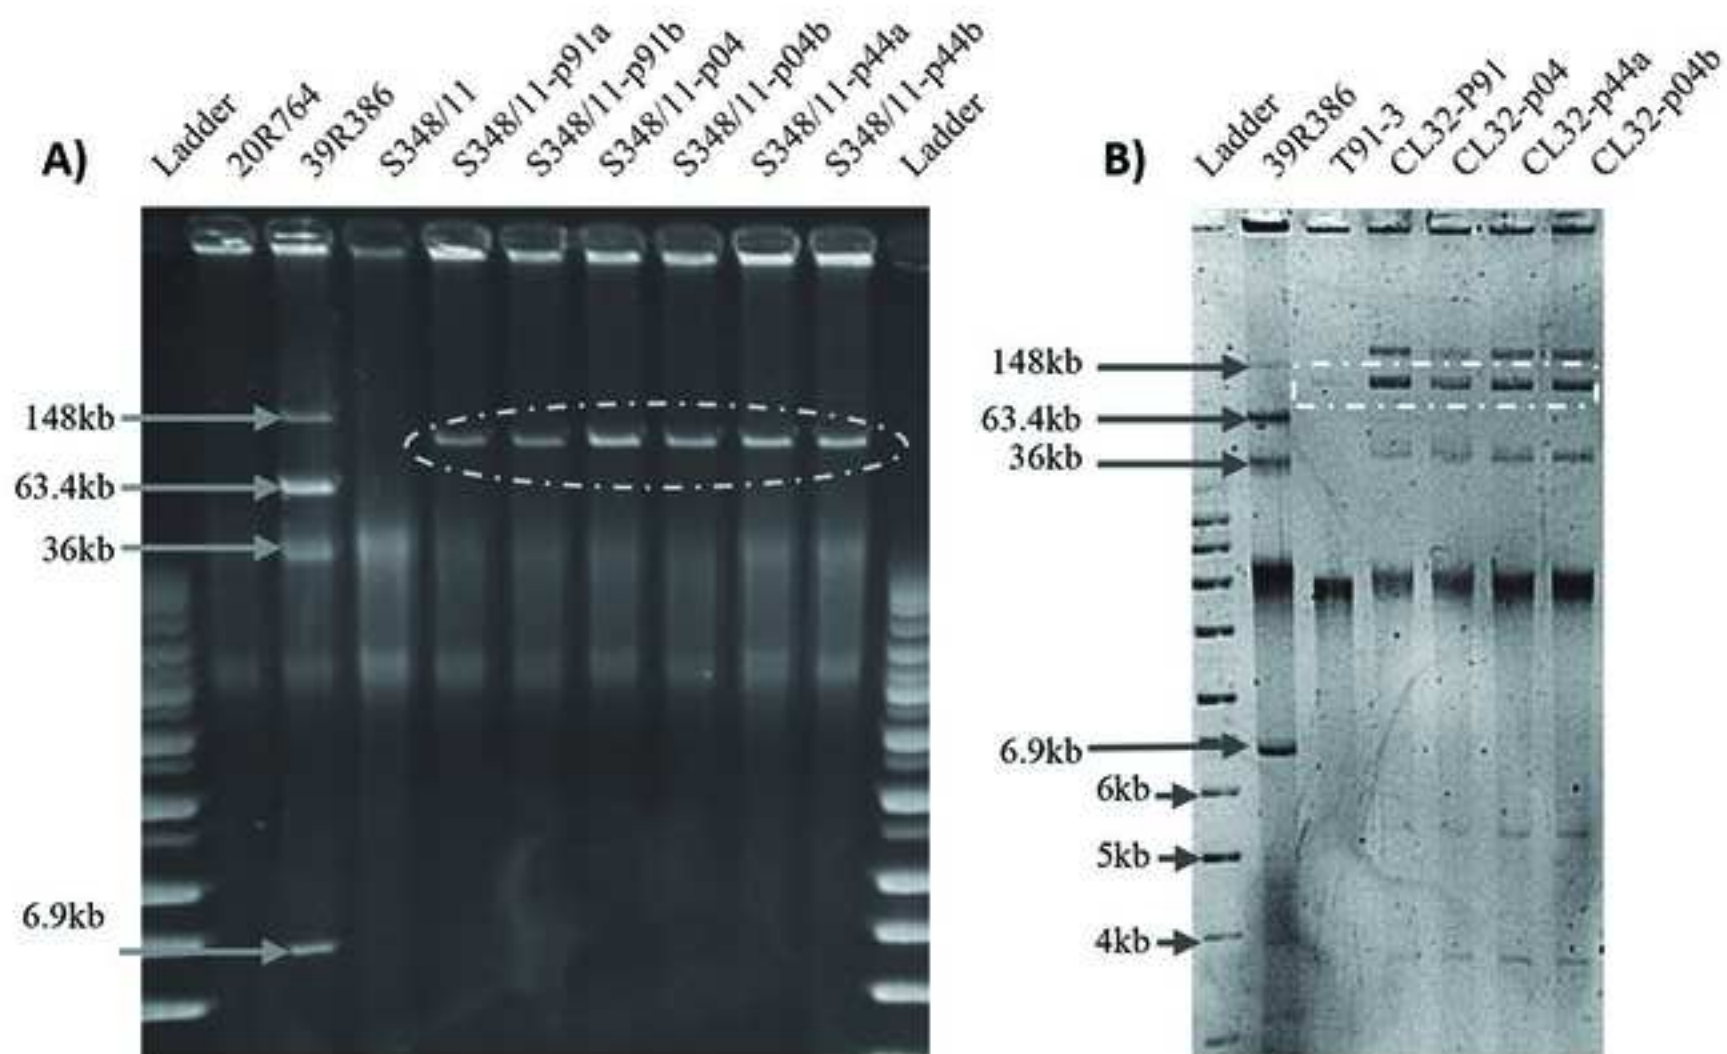 A)
Ladder
20R764
39R386
S348/11
S348/11-p91a
S348/11-p91b
S348/11-p04
S348/11-p04b
S348/11-p44a
S348/11-p44b
Ladder
148kb
63.4kb
36kb
6.9kb
B)
Ladder
39R386
T91-3
CL32-P91
CL32-p04
CL32-p44a
CL32-p04b
148kb
63.4kb
36kb
6.9kb
6kb
5kb
4kb